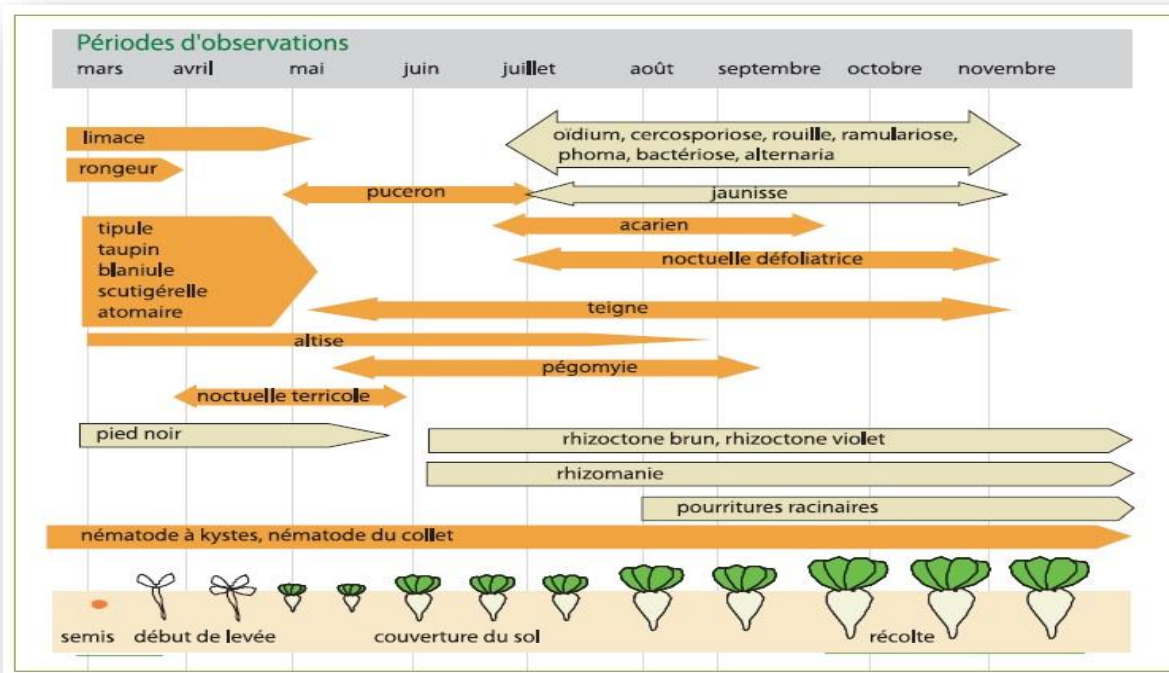 Périodes d'observations
mars avril mai juin juillet août septembre octobre novembre
limace
oïdium, cercosporiose, rouille, ramulariose,
phoma, bactériose, alternaria
rongeur
puceron
jaunisse
tipule
taupin
blaniule
scutigérelle
atomaire
acarien
noctuelle défoliatrice
teigne
altise
pégomyie
noctuelle terricole
pied noir
rhizoctone brun, rhizoctone violet
rhizomanie
pourritures racinaires
nématode à kystes, nématode du collet
semis début de levée couverture du sol récolte